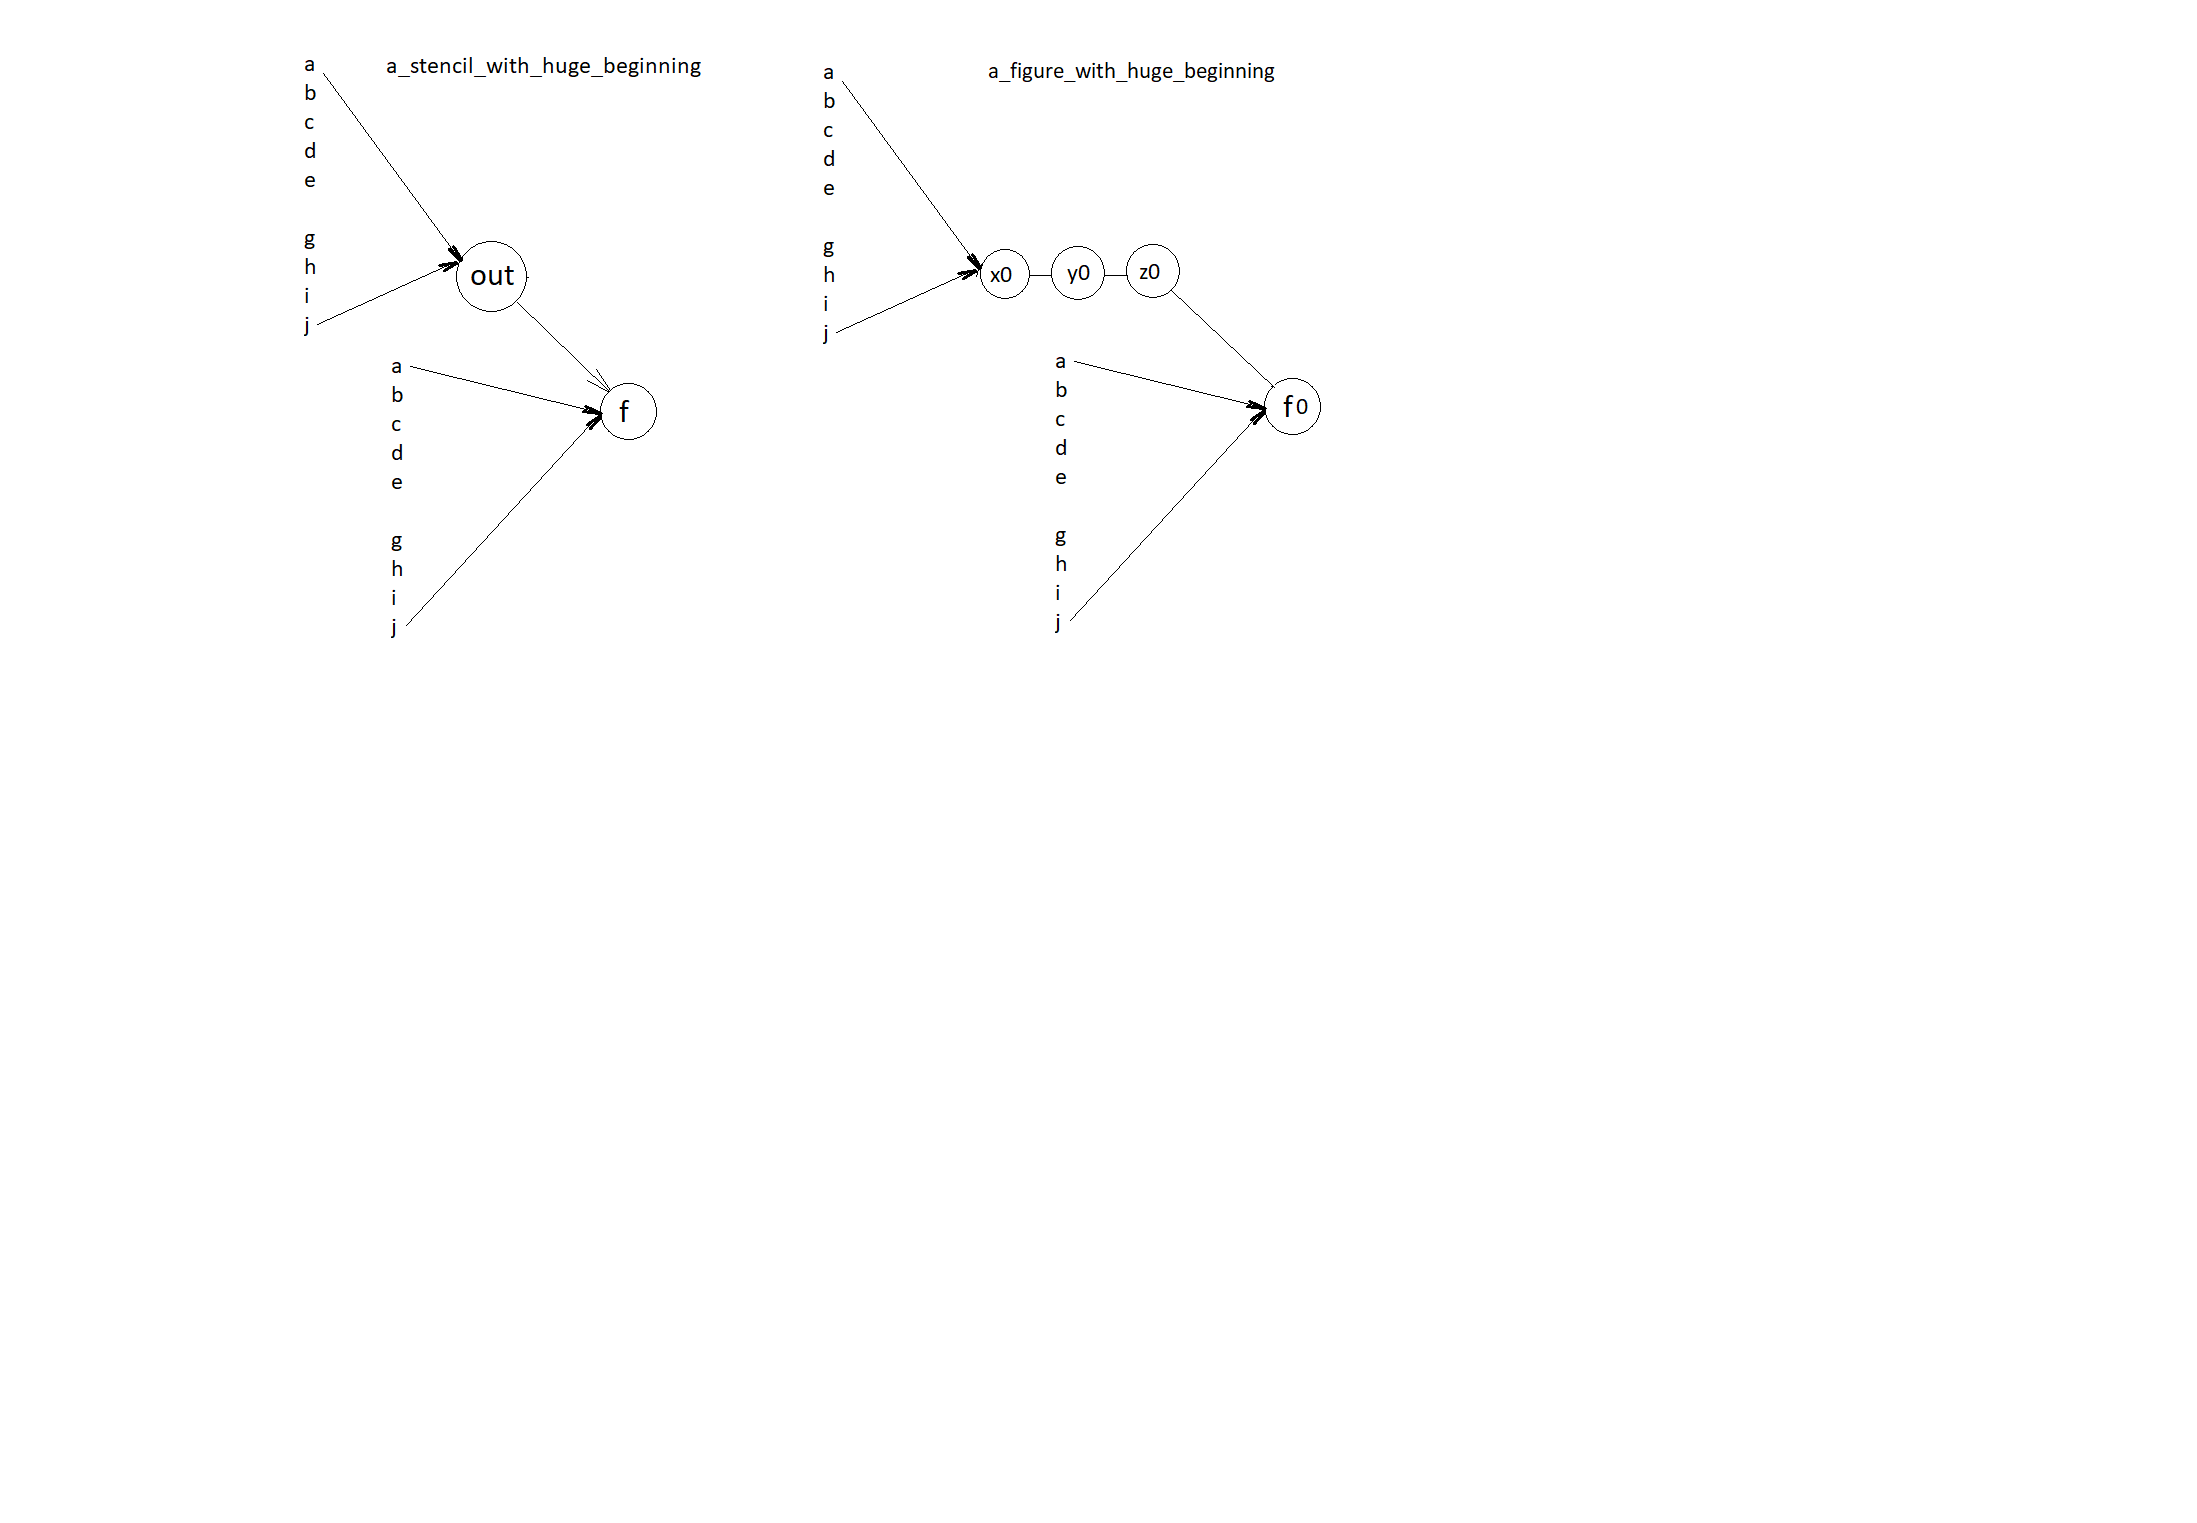 a_stencil_with_huge_beginning
a
b
c
d
e
g
h
i
j
out
f
a
b
c
d
e
g
h
i
j
a_figure_with_huge_beginning
a
b
c
d
e
g
h
i
j
x0
y0
z0
f0
a
b
c
d
e
g
h
i
j